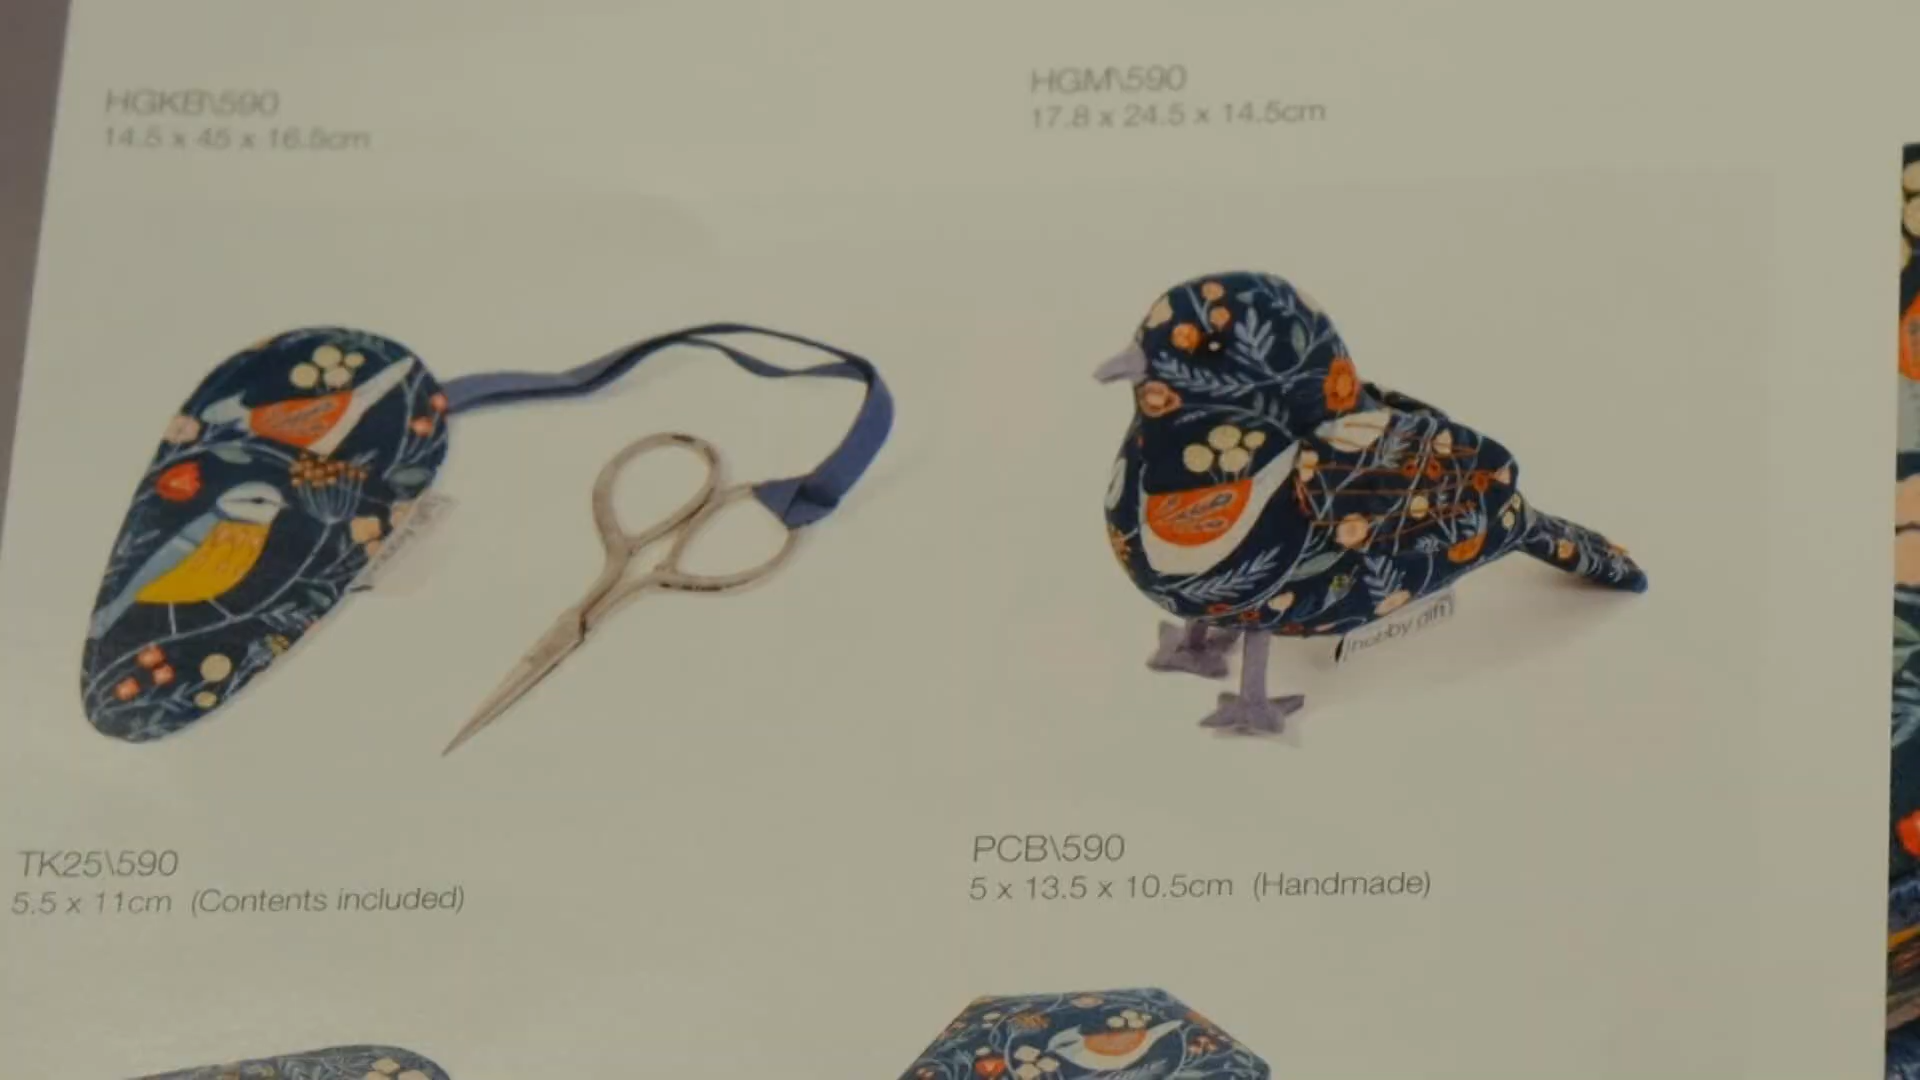 HGKB\590
14.5 x 45 x 16.5cm
HGM\590
17.8 x 24.5 x 14.5cm
hobby gift
TK25\590
5.5 x 11cm (Contents included)
PCB\590
5 x 13.5 x 10.5cm (Handmade)